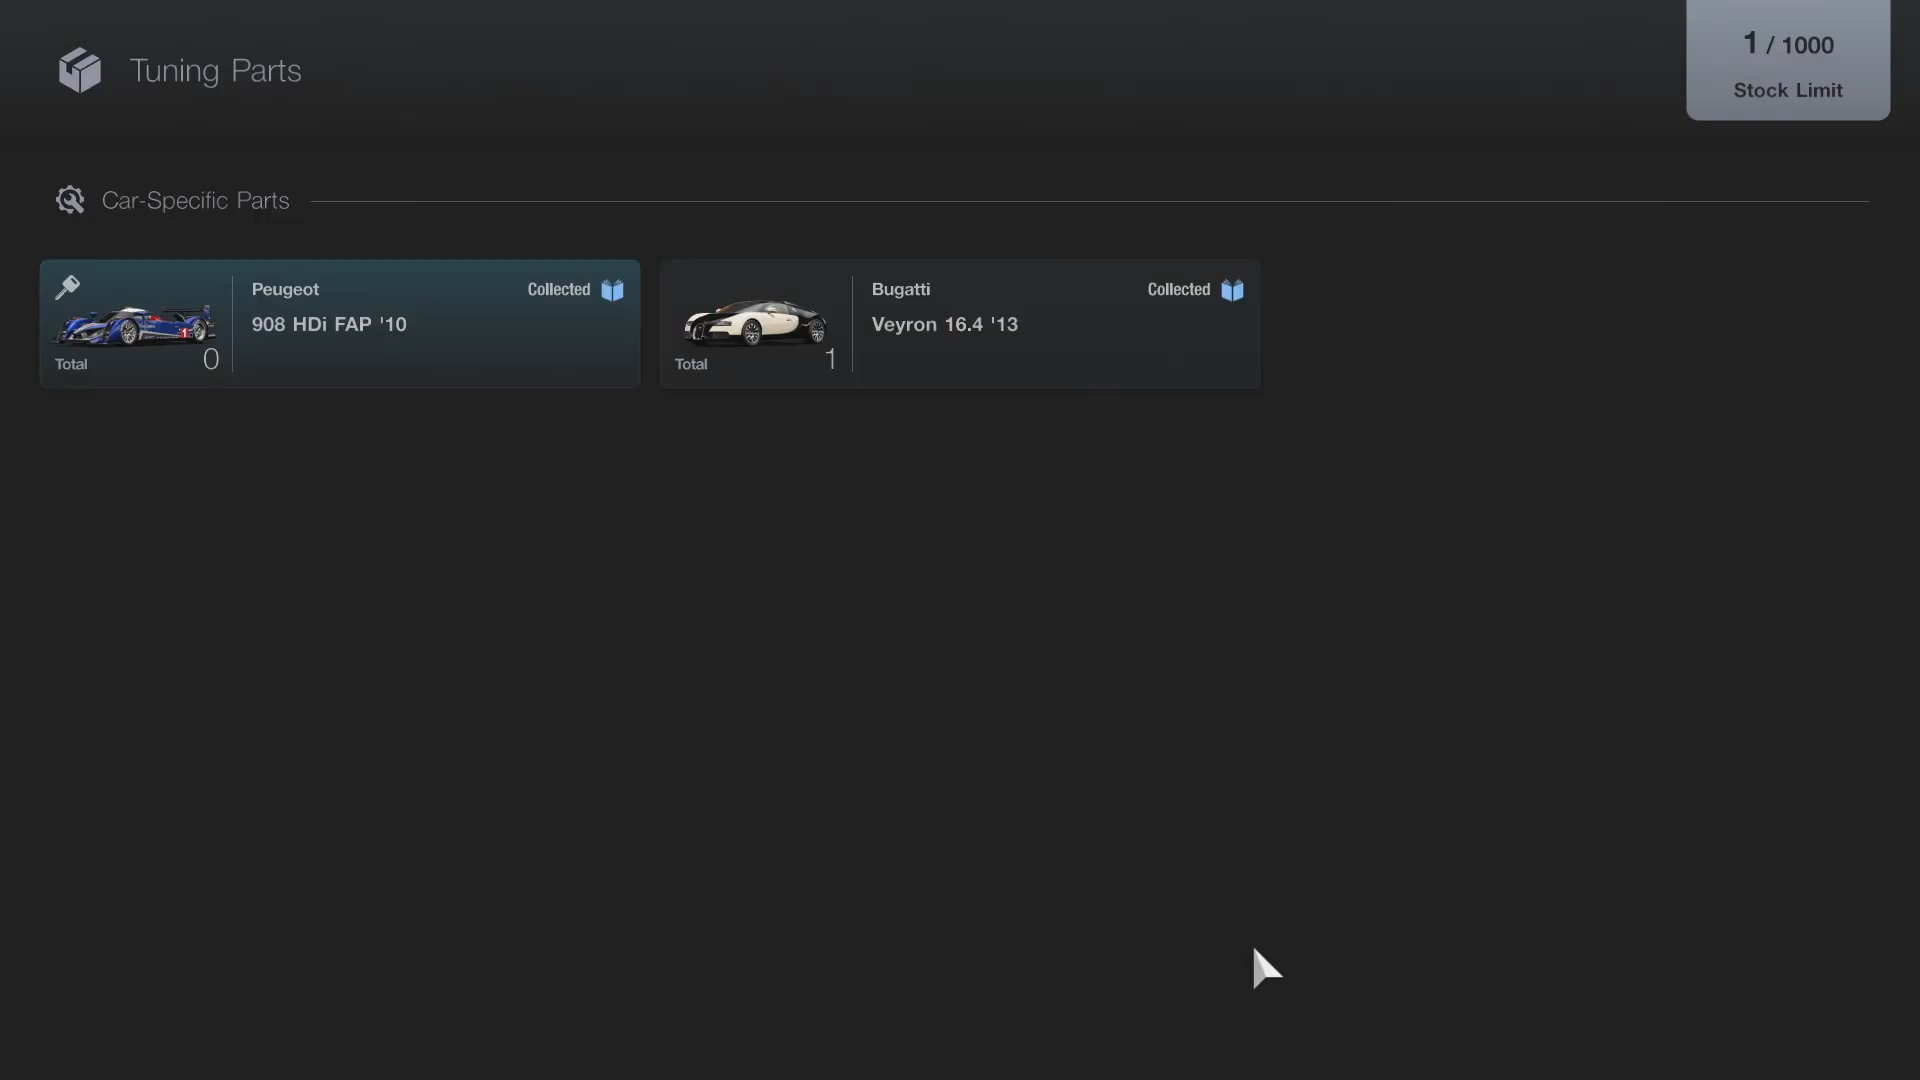 Tuning Parts
1 / 1000
Stock Limit
Car-Specific Parts
Peugeot
Collected
908 HDi FAP '10
Total
0
Bugatti
Collected
Veyron 16.4 '13
Total
1